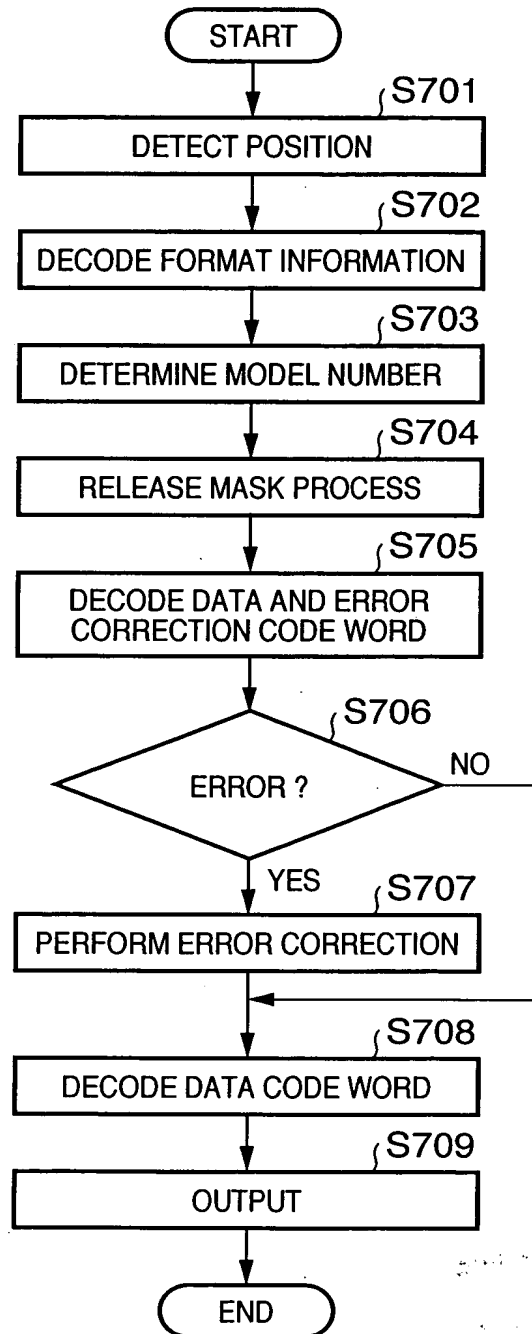 START
S701
DETECT POSITION
S702
DECODE FORMAT INFORMATION
S703
DETERMINE MODEL NUMBER
S704
RELEASE MASK PROCESS
S705
DECODE DATA AND ERROR
CORRECTION CODE WORD
S706
ERROR ?
NO
YES
S707
PERFORM ERROR CORRECTION
S708
DECODE DATA CODE WORD
S709
OUTPUT
END